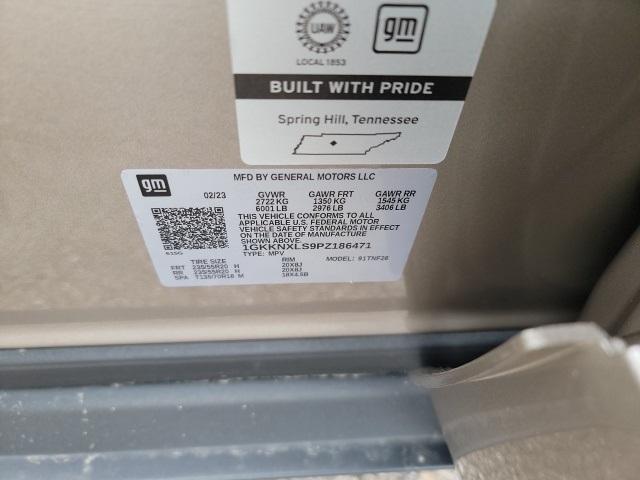 UAW
gm
LOCAL 1853
BUILT WITH PRIDE
Spring Hill, Tennessee
gm
MFD BY GENERAL MOTORS LLC
02/23 GVWR GAWR FRT GAWR RR
2722 KG 1350 KG 1545 KG
6001 LB 2976 LB 3406 LB
THIS VEHICLE CONFORMS TO ALL
APPLICABLE U.S. FEDERAL MOTOR
VEHICLE SAFETY STANDARDS IN EFFECT
ON THE DATE OF MANUFACTURE
SHOWN ABOVE.
1GKKNXLS9PZ186471
TYPE: MPV MODEL: 91TNF26
TIRE SIZE RIM
FRT 235/55R20 H 20X8J
RR 235/55R20 H 20X8J
SPA T135/70R18 M 18X4.5B